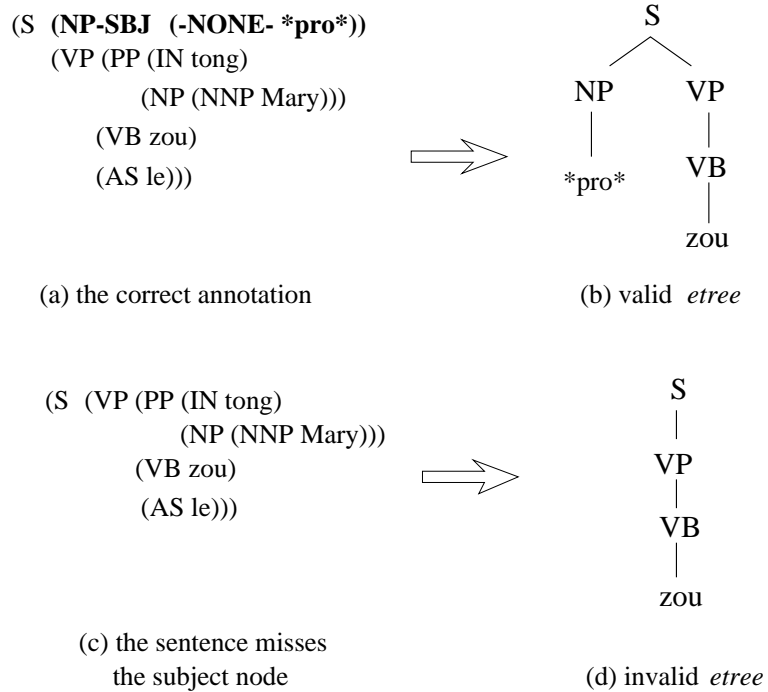 (S (NP-SBJ (-NONE- *pro*))
(VP (PP (IN tong)
(NP (NNP Mary)))
(VB zou)
(AS le)))
(a) the correct annotation
S
NP VP
*pro* VB
zou
(b) valid etree
(S (VP (PP (IN tong)
(NP (NNP Mary)))
(VB zou)
(AS le)))
(c) the sentence misses
the subject node
S
VP
VB
zou
(d) invalid etree